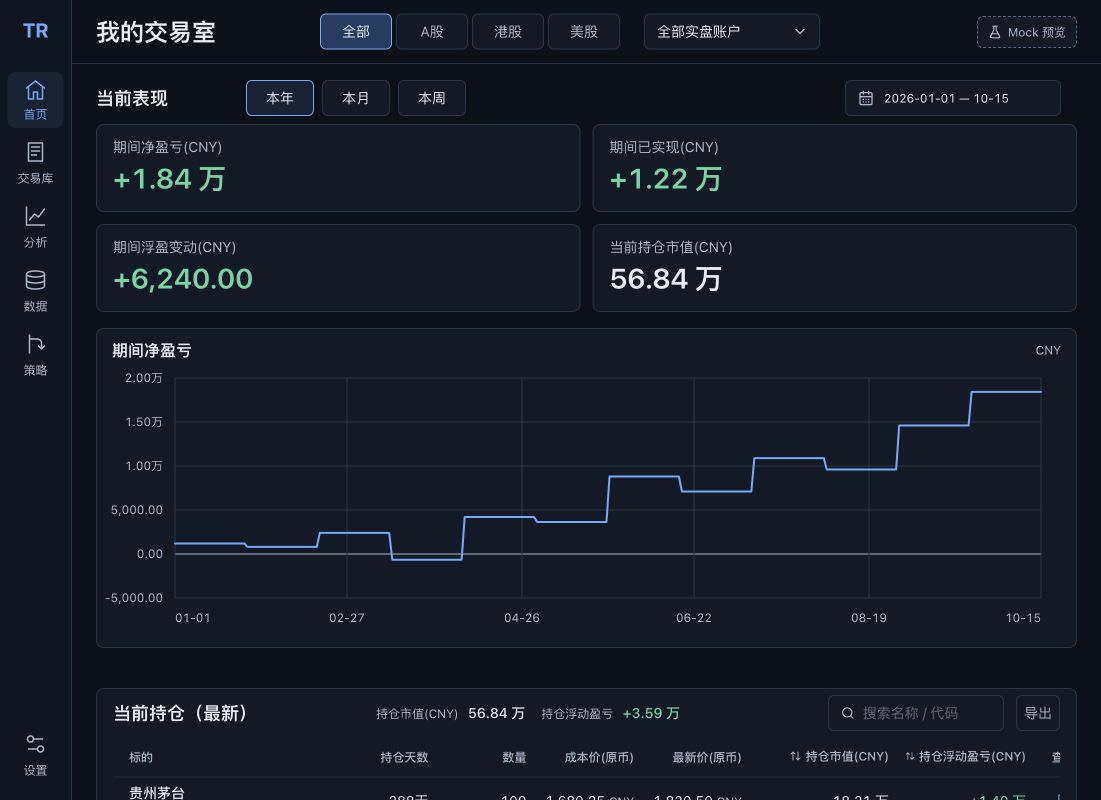 TR
我的交易室
全部 A股 港股 美股 全部实盘账户 Mock 预览
首页
交易库
分析
数据
策略
设置
当前表现 本年 本月 本周 2026-01-01 — 10-15
期间净盈亏(CNY)
+1.84 万
期间已实现(CNY)
+1.22 万
期间浮盈变动(CNY)
+6,240.00
当前持仓市值(CNY)
56.84 万
期间净盈亏 CNY
2.00万
1.50万
1.00万
5,000.00
0.00
-5,000.00
01-01 02-27 04-26 06-22 08-19 10-15
当前持仓（最新） 持仓市值(CNY) 56.84 万 持仓浮动盈亏 +3.59 万 搜索名称 / 代码 导出
标的 持仓天数 数量 成本价(原币) 最新价(原币) 持仓市值(CNY) 持仓浮动盈亏(CNY)
贵州茅台 288天 100